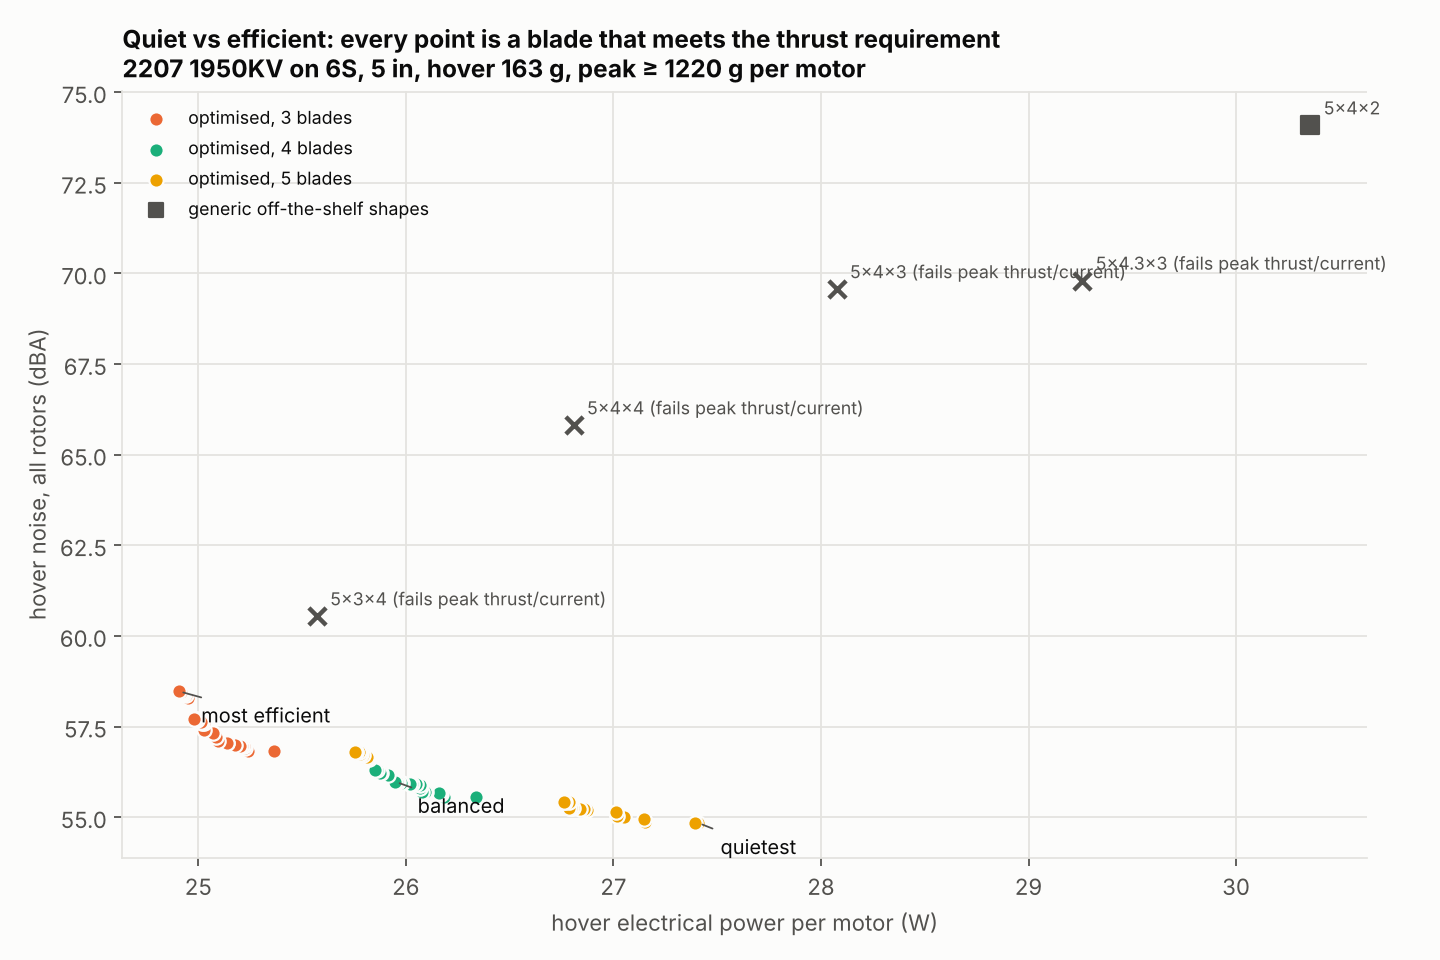 Quiet vs efficient: every point is a blade that meets the thrust requirement
2207 1950KV on 6S, 5 in, hover 163 g, peak ≥ 1220 g per motor
75.0
72.5
70.0
67.5
65.0
62.5
60.0
57.5
55.0
hover noise, all rotors (dBA)
optimised, 3 blades
optimised, 4 blades
optimised, 5 blades
generic off-the-shelf shapes
5×4×2
5×4×3 (fails peak thrust/current)
5×4.3×3 (fails peak thrust/current)
5×4×4 (fails peak thrust/current)
5×3×4 (fails peak thrust/current)
most efficient
balanced
quietest
25
26
27
28
29
30
hover electrical power per motor (W)